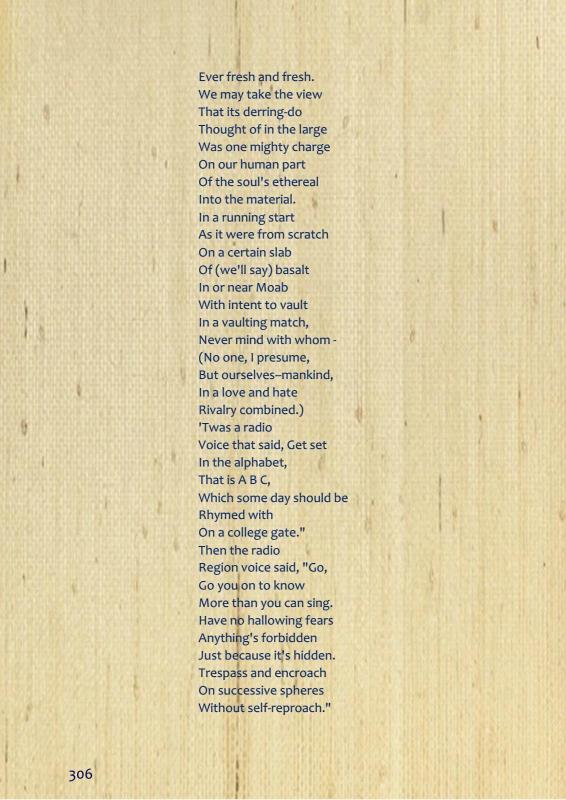 Ever fresh and fresh.
We may take the view
That its derring-do
Thought of in the large
Was one mighty charge
On our human part
Of the soul's ethereal
Into the material.
In a running start
As it were from scratch
On a certain slab
Of (we'll say) basalt
In or near Moab
With intent to vault
In a vaulting match,
Never mind with whom -
(No one, I presume,
But ourselves--mankind,
In a love and hate
Rivalry combined.)
'Twas a radio
Voice that said, Get set
In the alphabet,
That is A B C,
Which some day should be
Rhymed with
On a college gate."
Then the radio
Region voice said, "Go,
Go you on to know
More than you can sing.
Have no hallowing fears
Anything's forbidden
Just because it's hidden.
Trespass and encroach
On successive spheres
Without self-reproach."
306